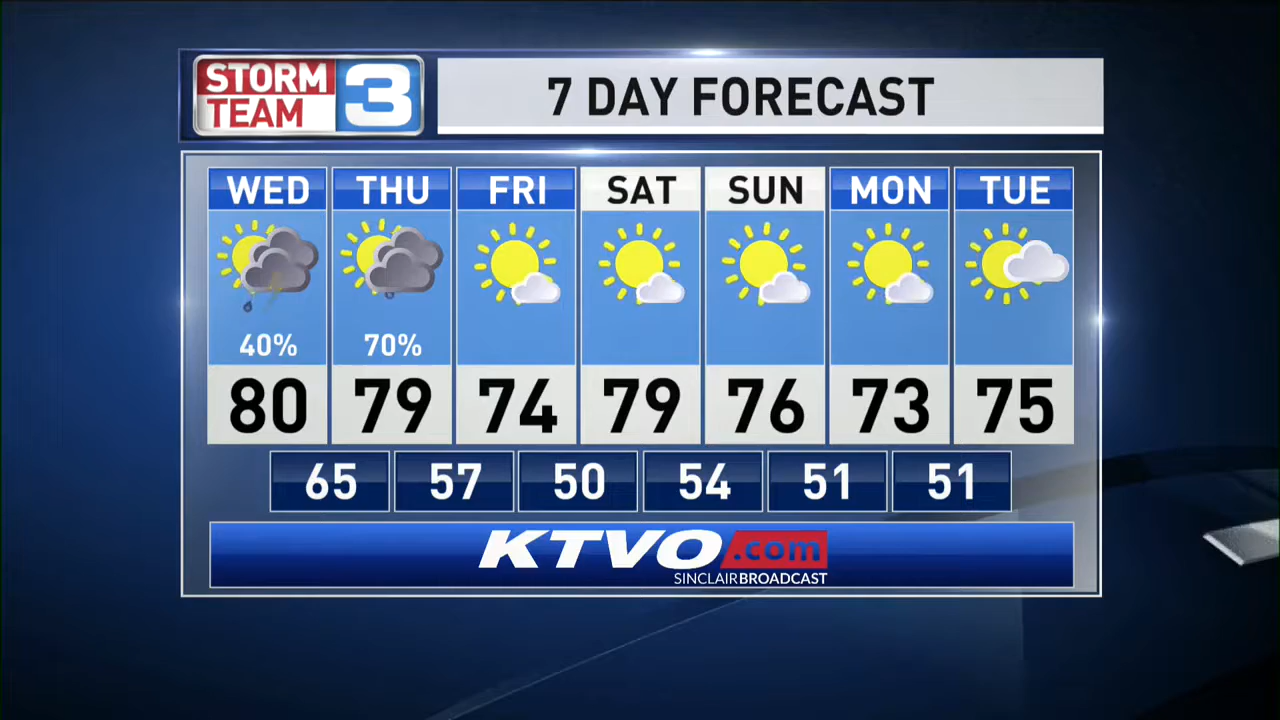 STORM
TEAM
3
7 DAY FORECAST
WED THU FRI SAT SUN MON TUE
40% 70%
80 79 74 79 76 73 75
65 57 50 54 51 51
KTVO.com
SINCLAIRBROADCAST